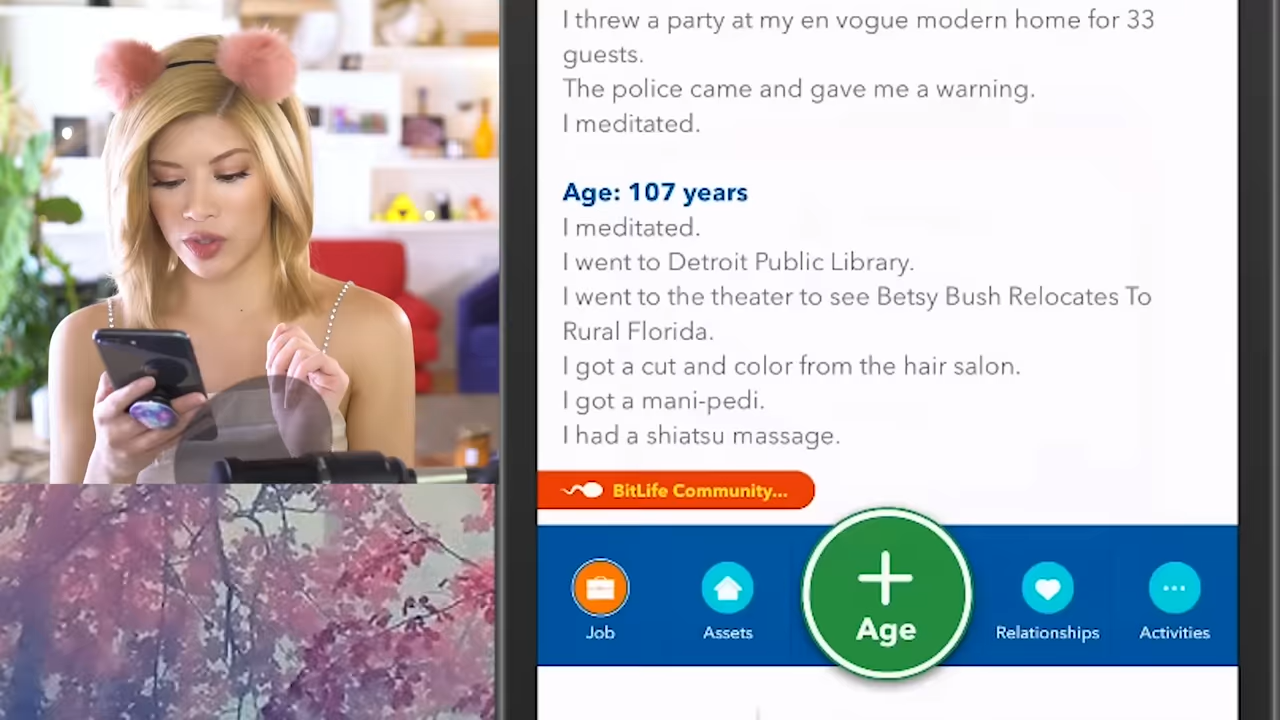 I threw a party at my en vogue modern home for 33
guests.
The police came and gave me a warning.
I meditated.
Age: 107 years
I meditated.
I went to Detroit Public Library.
I went to the theater to see Betsy Bush Relocates To
Rural Florida.
I got a cut and color from the hair salon.
I got a mani-pedi.
I had a shiatsu massage.
BitLife Community...
Job
Assets
Age
Relationships
Activities